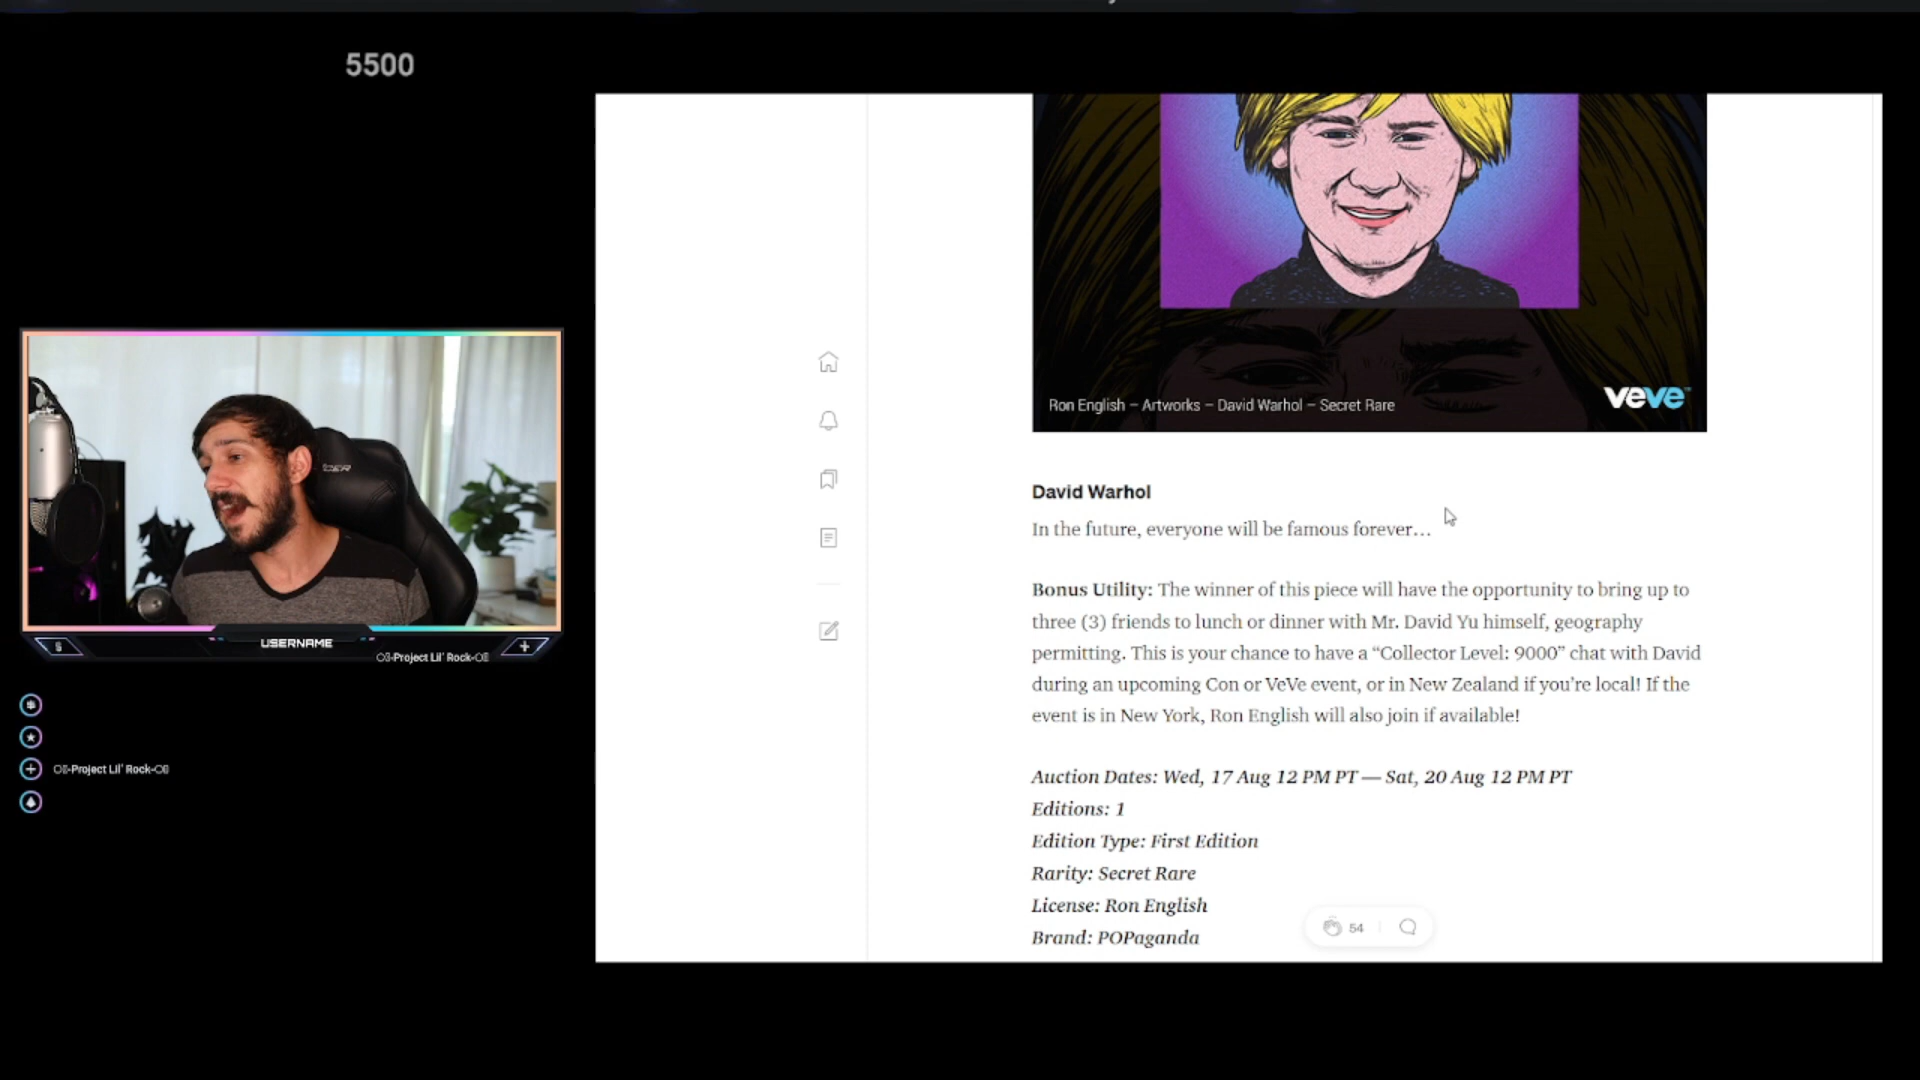 5500
Ron English – Artworks – David Warhol – Secret Rare
veve
David Warhol
In the future, everyone will be famous forever…
Bonus Utility: The winner of this piece will have the opportunity to bring up to
three (3) friends to lunch or dinner with Mr. David Yu himself, geography
permitting. This is your chance to have a “Collector Level: 9000” chat with David
during an upcoming Con or VeVe event, or in New Zealand if you’re local! If the
event is in New York, Ron English will also join if available!
Auction Dates: Wed, 17 Aug 12 PM PT — Sat, 20 Aug 12 PM PT
Editions: 1
Edition Type: First Edition
Rarity: Secret Rare
License: Ron English
Brand: POPaganda
54
USERNAME
-Project Lil' Rock-
-Project Lil' Rock-